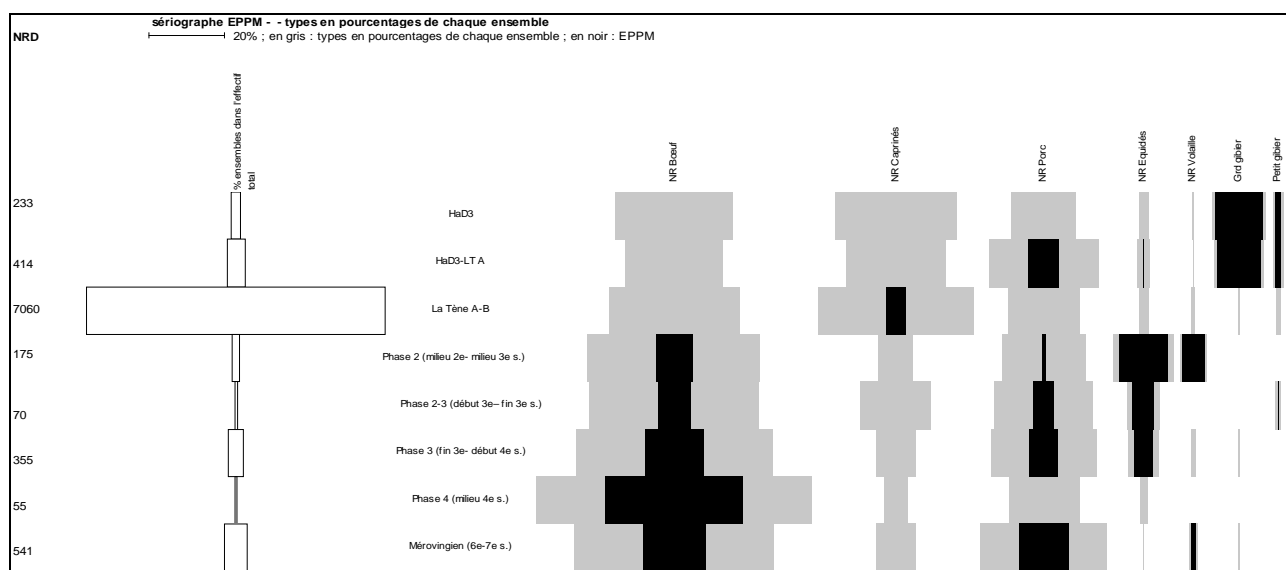 sériographe EPPM - - types en pourcentages de chaque ensemble
NRD
20% ; en gris : types en pourcentages de chaque ensemble ; en noir : EPPM
% ensembles dans l'effectif
total
NR Bœuf
NR Caprinés
NR Porc
NR Equidés
NR Volaille
Grd gibier
Petit gibier
233
HaD3
414
HaD3-LT A
7060
La Tène A-B
175
Phase 2 (milieu 2e- milieu 3e s.)
70
Phase 2-3 (début 3e– fin 3e s.)
355
Phase 3 (fin 3e- début 4e s.)
55
Phase 4 (milieu 4e s.)
541
Mérovingien (6e-7e s.)